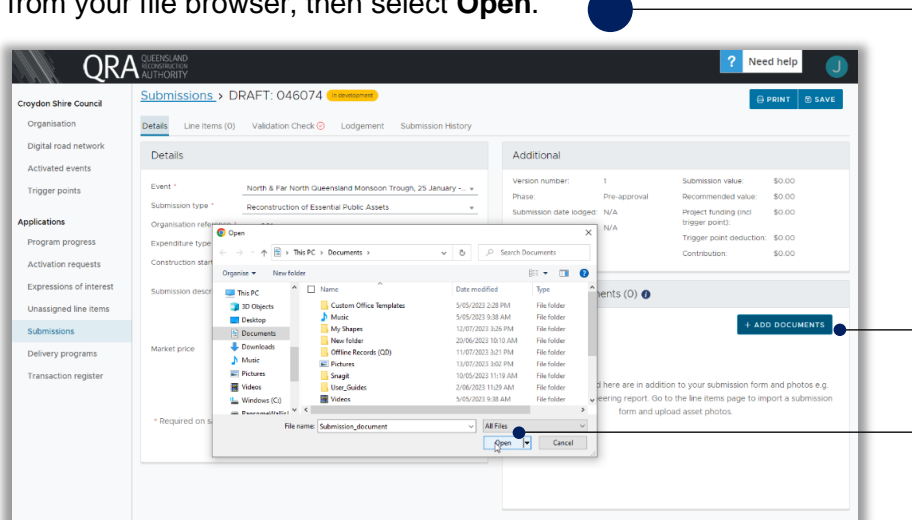 from your file browser, then select Open.
QRA QUEENSLAND RECONSTRUCTION AUTHORITY
? Need help
J
Croydon Shire Council
Organisation
Digital road network
Activated events
Trigger points
Applications
Program progress
Activation requests
Expressions of interest
Unassigned line items
Submissions
Delivery programs
Transaction register
Submissions > DRAFT: 046074 In development
PRINT SAVE
Details Line Items (0) Validation Check Lodgement Submission History
Details
Event * North & Far North Queensland Monsoon Trough, 25 January -...
Submission type * Reconstruction of Essential Public Assets
Organisation reference
Expenditure type
Construction start
Submission descr
Market price
* Required on s
Additional
Version number: 1 Submission value: $0.00
Phase: Pre-approval Recommended value: $0.00
Submission date lodged: N/A Project funding (incl trigger point): $0.00
N/A
Trigger point deduction: $0.00
Contribution: $0.00
ents (0)
+ ADD DOCUMENTS
d here are in addition to your submission form and photos e.g.
eering report. Go to the line items page to import a submission
form and upload asset photos.
Open
This PC > Documents >
Search Documents
Organise New folder
Name Date modified Type
This PC
3D Objects
Desktop
Documents
Downloads
Music
Pictures
Videos
Windows (C:)
Custom Office Templates 5/05/2023 2:28 PM File folder
Music 5/05/2023 9:38 AM File folder
My Shapes 12/07/2023 3:26 PM File folder
New folder 20/06/2023 10:10 AM File folder
Offline Records (QD) 11/07/2023 3:21 PM File folder
Pictures 13/07/2023 3:02 PM File folder
Snagit 10/05/2023 11:19 AM File folder
User_Guides 2/06/2023 11:29 AM File folder
Videos 5/05/2023 9:38 AM File folder
File name: Submission_document All Files
Open Cancel